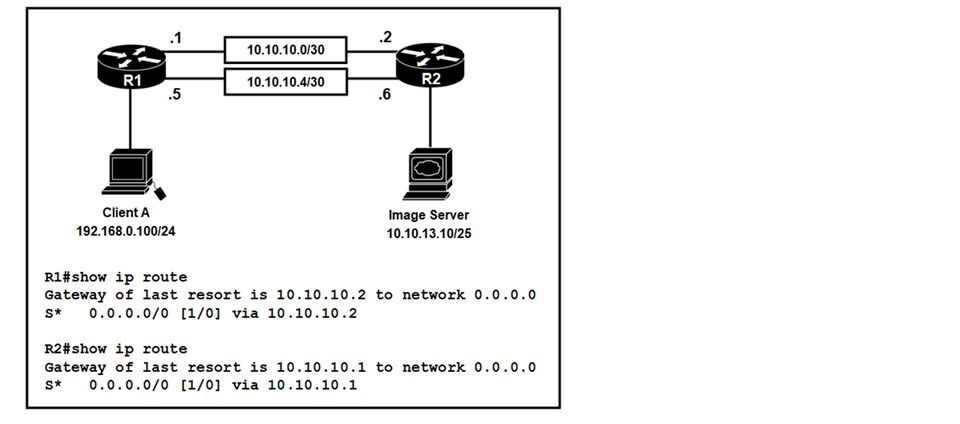 .1
10.10.10.0/30
.2
R1
10.10.10.4/30
R2
.5
.6
Client A
192.168.0.100/24
Image Server
10.10.13.10/25
R1#show ip route
Gateway of last resort is 10.10.10.2 to network 0.0.0.0
S*   0.0.0.0/0 [1/0] via 10.10.10.2
R2#show ip route
Gateway of last resort is 10.10.10.1 to network 0.0.0.0
S*   0.0.0.0/0 [1/0] via 10.10.10.1